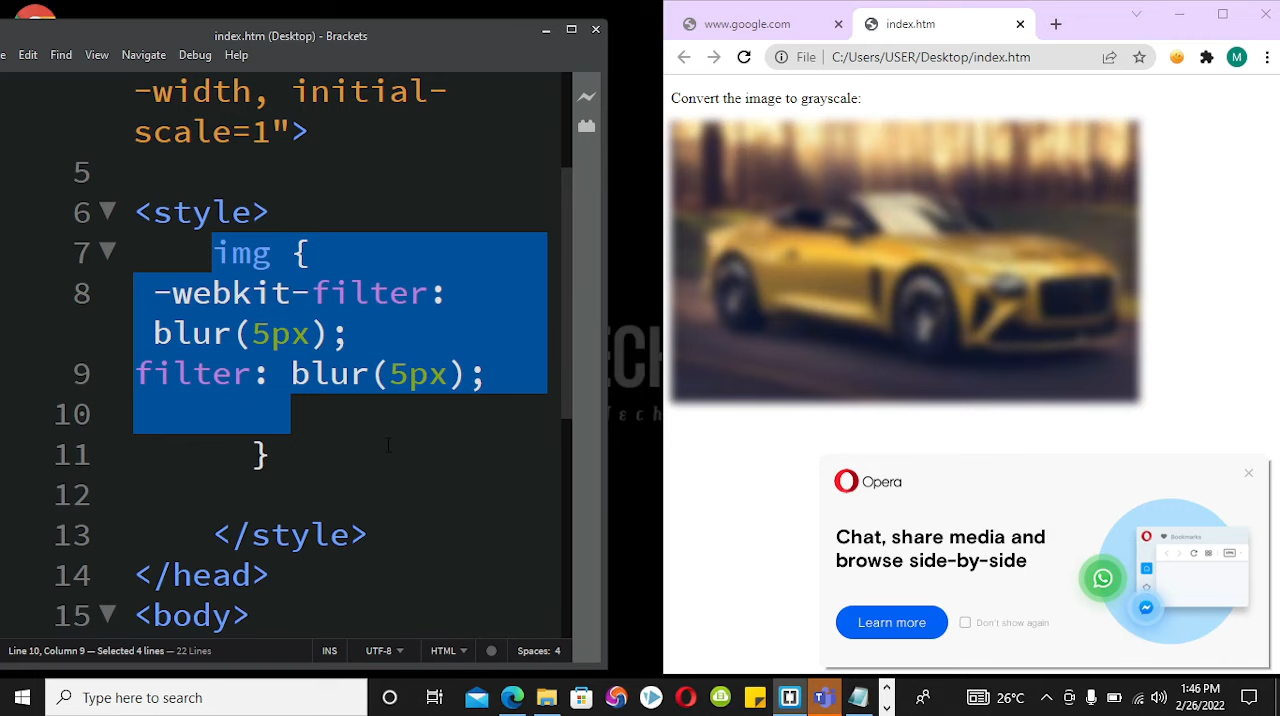 index.htm (Desktop) - Brackets
Edit Find View Navigate Debug Help
-width, initial-
scale=1">
5
6 <style>
7 img {
8 -webkit-filter:
blur(5px);
9 filter: blur(5px);
10
11 }
12
13 </style>
14 </head>
15 <body>
Line 10, Column 9 — Selected 4 lines — 22 Lines
INS UTF-8 HTML Spaces: 4
www.google.com
index.htm
File C:/Users/USER/Desktop/index.htm
M
Convert the image to grayscale:
Opera
Chat, share media and
browse side-by-side
Learn more
Don't show again
Bookmarks
Type here to search
26°C
1:46 PM
2/26/2022